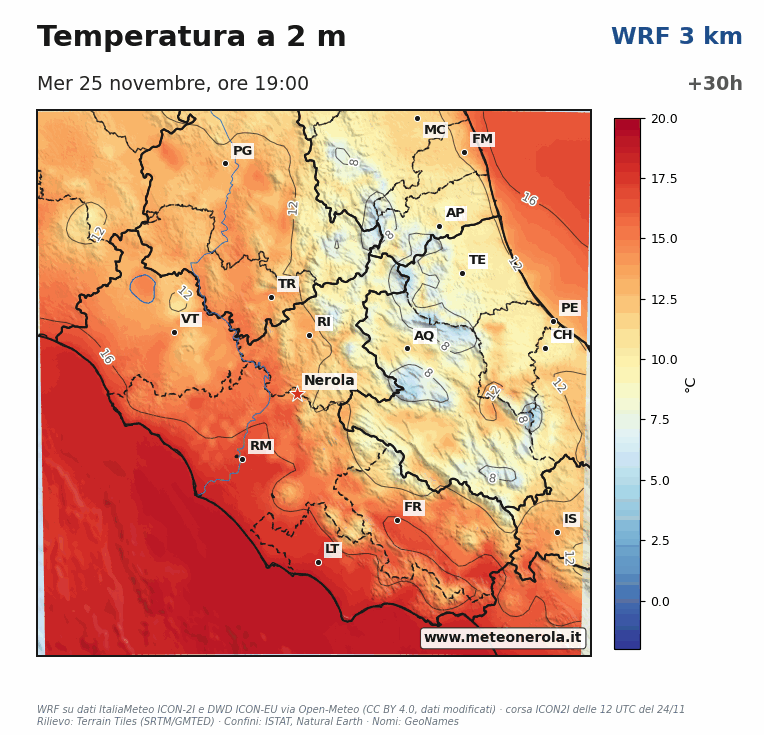 Temperatura a 2 m
WRF 3 km
Mer 25 novembre, ore 19:00
+30h
MC
FM
PG
8
16
12
AP
8
12
TE
12
TR
12
PE
VT
RI
AQ
CH
8
16
8
12
Nerola
12
8
RM
8
FR
IS
LT
12
www.meteonerola.it
20.0
17.5
15.0
12.5
10.0
7.5
5.0
2.5
0.0
°C
WRF su dati ItaliaMeteo ICON-2I e DWD ICON-EU via Open-Meteo (CC BY 4.0, dati modificati) · corsa ICON2I delle 12 UTC del 24/11
Rilievo: Terrain Tiles (SRTM/GMTED) · Confini: ISTAT, Natural Earth · Nomi: GeoNames